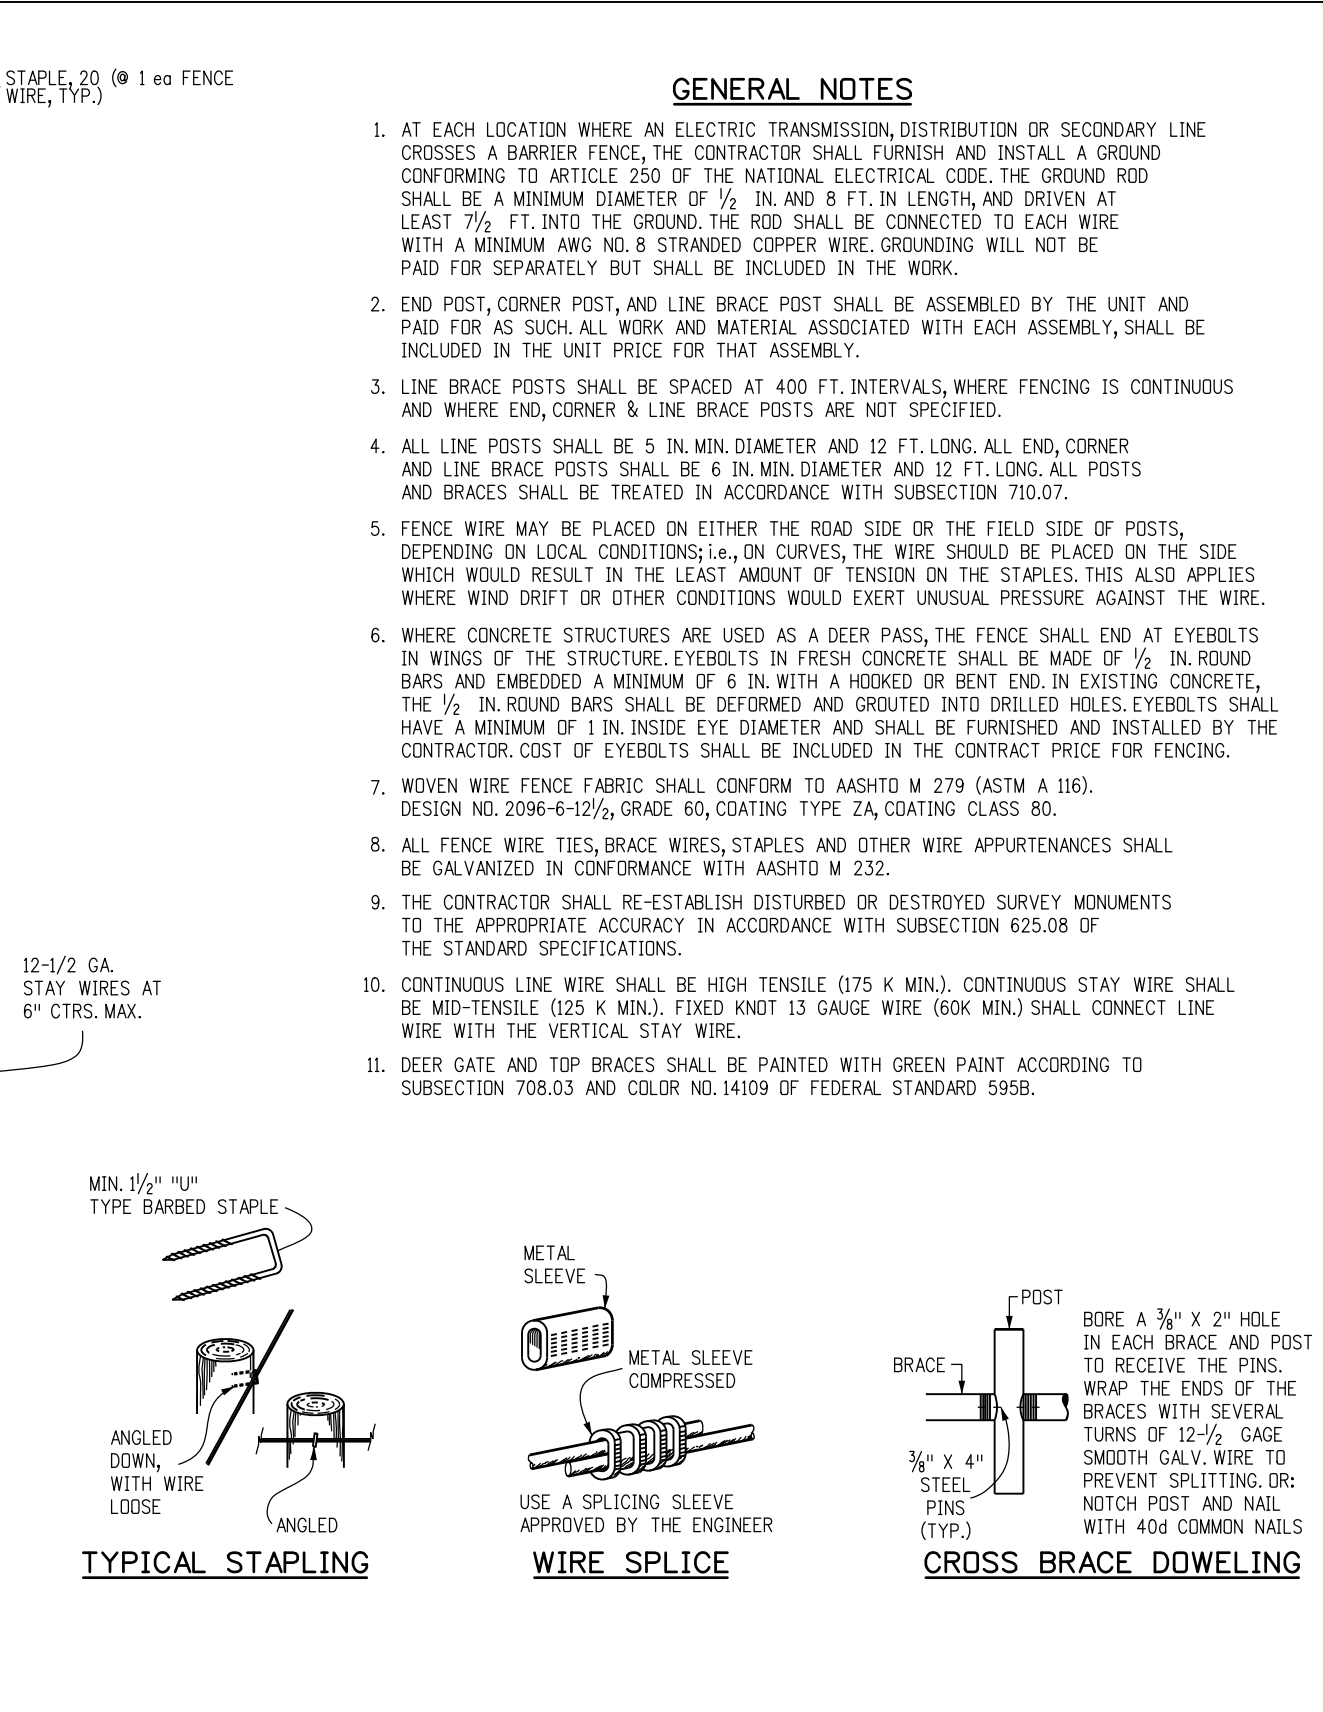 STAPLE, 20 (@ 1 ea FENCE
WIRE, TYP.)
GENERAL NOTES
1. AT EACH LOCATION WHERE AN ELECTRIC TRANSMISSION, DISTRIBUTION OR SECONDARY LINE
CROSSES A BARRIER FENCE, THE CONTRACTOR SHALL FURNISH AND INSTALL A GROUND
CONFORMING TO ARTICLE 250 OF THE NATIONAL ELECTRICAL CODE. THE GROUND ROD
SHALL BE A MINIMUM DIAMETER OF 1/2 IN. AND 8 FT. IN LENGTH, AND DRIVEN AT
LEAST 7 1/2 FT. INTO THE GROUND. THE ROD SHALL BE CONNECTED TO EACH WIRE
WITH A MINIMUM AWG NO. 8 STRANDED COPPER WIRE. GROUNDING WILL NOT BE
PAID FOR SEPARATELY BUT SHALL BE INCLUDED IN THE WORK.
2. END POST, CORNER POST, AND LINE BRACE POST SHALL BE ASSEMBLED BY THE UNIT AND
PAID FOR AS SUCH. ALL WORK AND MATERIAL ASSOCIATED WITH EACH ASSEMBLY, SHALL BE
INCLUDED IN THE UNIT PRICE FOR THAT ASSEMBLY.
3. LINE BRACE POSTS SHALL BE SPACED AT 400 FT. INTERVALS, WHERE FENCING IS CONTINUOUS
AND WHERE END, CORNER & LINE BRACE POSTS ARE NOT SPECIFIED.
4. ALL LINE POSTS SHALL BE 5 IN. MIN. DIAMETER AND 12 FT. LONG. ALL END, CORNER
AND LINE BRACE POSTS SHALL BE 6 IN. MIN. DIAMETER AND 12 FT. LONG. ALL POSTS
AND BRACES SHALL BE TREATED IN ACCORDANCE WITH SUBSECTION 710.07.
5. FENCE WIRE MAY BE PLACED ON EITHER THE ROAD SIDE OR THE FIELD SIDE OF POSTS,
DEPENDING ON LOCAL CONDITIONS; i.e., ON CURVES, THE WIRE SHOULD BE PLACED ON THE SIDE
WHICH WOULD RESULT IN THE LEAST AMOUNT OF TENSION ON THE STAPLES. THIS ALSO APPLIES
WHERE WIND DRIFT OR OTHER CONDITIONS WOULD EXERT UNUSUAL PRESSURE AGAINST THE WIRE.
6. WHERE CONCRETE STRUCTURES ARE USED AS A DEER PASS, THE FENCE SHALL END AT EYEBOLTS
IN WINGS OF THE STRUCTURE. EYEBOLTS IN FRESH CONCRETE SHALL BE MADE OF 1/2 IN. ROUND
BARS AND EMBEDDED A MINIMUM OF 6 IN. WITH A HOOKED OR BENT END. IN EXISTING CONCRETE,
THE 1/2 IN. ROUND BARS SHALL BE DEFORMED AND GROUTED INTO DRILLED HOLES. EYEBOLTS SHALL
HAVE A MINIMUM OF 1 IN. INSIDE EYE DIAMETER AND SHALL BE FURNISHED AND INSTALLED BY THE
CONTRACTOR. COST OF EYEBOLTS SHALL BE INCLUDED IN THE CONTRACT PRICE FOR FENCING.
7. WOVEN WIRE FENCE FABRIC SHALL CONFORM TO AASHTO M 279 (ASTM A 116).
DESIGN NO. 2096-6-12 1/2, GRADE 60, COATING TYPE ZA, COATING CLASS 80.
8. ALL FENCE WIRE TIES, BRACE WIRES, STAPLES AND OTHER WIRE APPURTENANCES SHALL
BE GALVANIZED IN CONFORMANCE WITH AASHTO M 232.
9. THE CONTRACTOR SHALL RE-ESTABLISH DISTURBED OR DESTROYED SURVEY MONUMENTS
TO THE APPROPRIATE ACCURACY IN ACCORDANCE WITH SUBSECTION 625.08 OF
THE STANDARD SPECIFICATIONS.
10. CONTINUOUS LINE WIRE SHALL BE HIGH TENSILE (175 K MIN.). CONTINUOUS STAY WIRE SHALL
BE MID-TENSILE (125 K MIN.). FIXED KNOT 13 GAUGE WIRE (60K MIN.) SHALL CONNECT LINE
WIRE WITH THE VERTICAL STAY WIRE.
11. DEER GATE AND TOP BRACES SHALL BE PAINTED WITH GREEN PAINT ACCORDING TO
SUBSECTION 708.03 AND COLOR NO. 14109 OF FEDERAL STANDARD 595B.
12-1/2 GA.
STAY WIRES AT
6" CTRS. MAX.
MIN. 1 1/2" "U"
TYPE BARBED STAPLE
ANGLED
DOWN,
WITH WIRE
LOOSE
ANGLED
TYPICAL STAPLING
METAL
SLEEVE
METAL SLEEVE
COMPRESSED
USE A SPLICING SLEEVE
APPROVED BY THE ENGINEER
WIRE SPLICE
POST
BRACE
3/8" X 4"
STEEL
PINS
(TYP.)
BORE A 3/8" X 2" HOLE
IN EACH BRACE AND POST
TO RECEIVE THE PINS.
WRAP THE ENDS OF THE
BRACES WITH SEVERAL
TURNS OF 12-1/2 GAGE
SMOOTH GALV. WIRE TO
PREVENT SPLITTING. OR:
NOTCH POST AND NAIL
WITH 40d COMMON NAILS
CROSS BRACE DOWELING